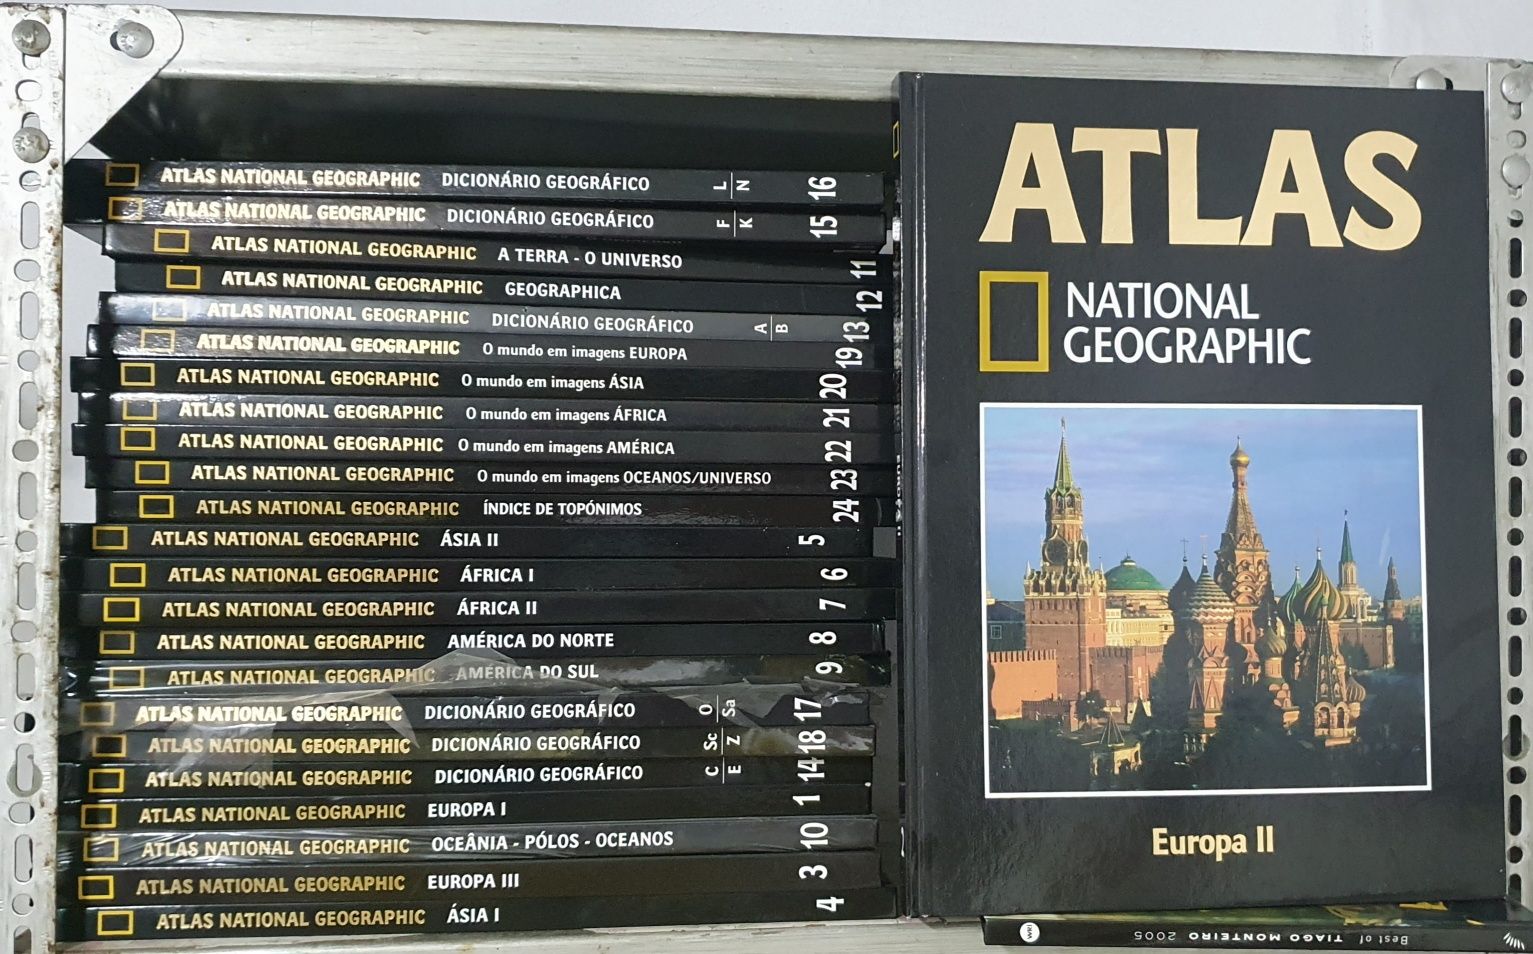 ATLAS NATIONAL GEOGRAPHIC DICIONÁRIO GEOGRÁFICO L N 16
ATLAS NATIONAL GEOGRAPHIC DICIONÁRIO GEOGRÁFICO F K 15
ATLAS NATIONAL GEOGRAPHIC A TERRA - O UNIVERSO 11
ATLAS NATIONAL GEOGRAPHIC GEOGRAPHICA 12
ATLAS NATIONAL GEOGRAPHIC DICIONÁRIO GEOGRÁFICO A B 13
ATLAS NATIONAL GEOGRAPHIC O mundo em imagens EUROPA 19
ATLAS NATIONAL GEOGRAPHIC O mundo em imagens ÁSIA 20
ATLAS NATIONAL GEOGRAPHIC O mundo em imagens ÁFRICA 21
ATLAS NATIONAL GEOGRAPHIC O mundo em imagens AMÉRICA 22
ATLAS NATIONAL GEOGRAPHIC O mundo em imagens OCEANOS/UNIVERSO 23
ATLAS NATIONAL GEOGRAPHIC ÍNDICE DE TOPÓNIMOS 24
ATLAS NATIONAL GEOGRAPHIC ÁSIA II 5
ATLAS NATIONAL GEOGRAPHIC ÁFRICA I 6
ATLAS NATIONAL GEOGRAPHIC ÁFRICA II 7
ATLAS NATIONAL GEOGRAPHIC AMÉRICA DO NORTE 8
ATLAS NATIONAL GEOGRAPHIC AMÉRICA DO SUL 9
ATLAS NATIONAL GEOGRAPHIC DICIONÁRIO GEOGRÁFICO O Sa 17
ATLAS NATIONAL GEOGRAPHIC DICIONÁRIO GEOGRÁFICO Sc Z 18
ATLAS NATIONAL GEOGRAPHIC DICIONÁRIO GEOGRÁFICO C E 14
ATLAS NATIONAL GEOGRAPHIC EUROPA I 1
ATLAS NATIONAL GEOGRAPHIC OCEÂNIA - PÓLOS - OCEANOS 10
ATLAS NATIONAL GEOGRAPHIC EUROPA III 3
ATLAS NATIONAL GEOGRAPHIC ÁSIA I 4
ATLAS
NATIONAL
GEOGRAPHIC
Europa II
Best of TIAGO MONTEIRO 2005 WRJ